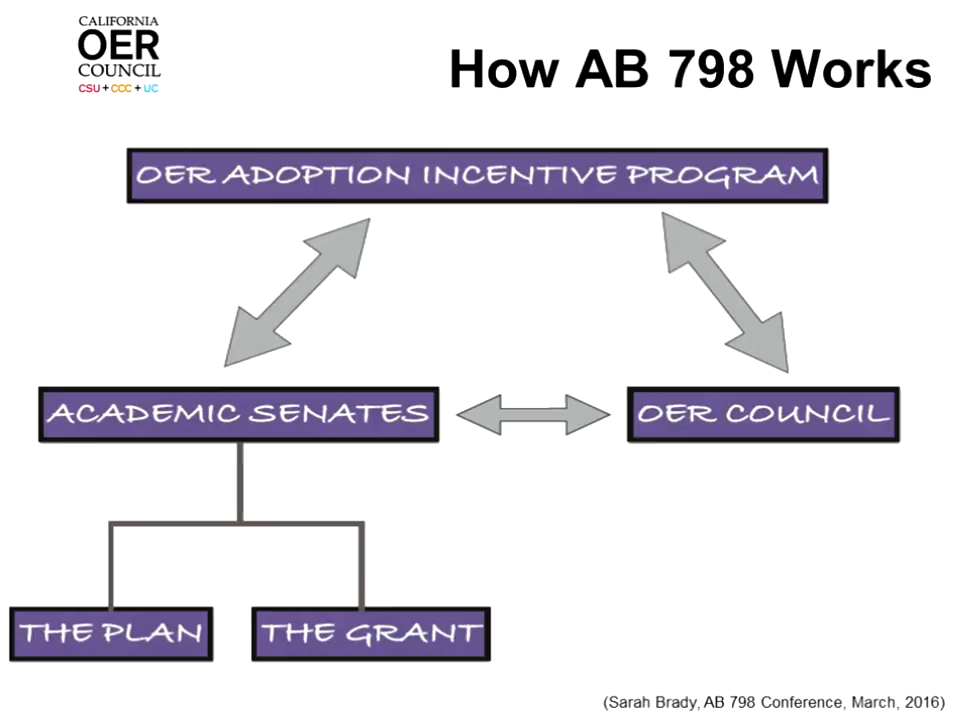 CALIFORNIA
OER
COUNCIL
CSU + CCC + UC
How AB 798 Works
OER ADOPTION INCENTIVE PROGRAM
ACADEMIC SENATES
OER COUNCIL
THE PLAN
THE GRANT
(Sarah Brady, AB 798 Conference, March, 2016)